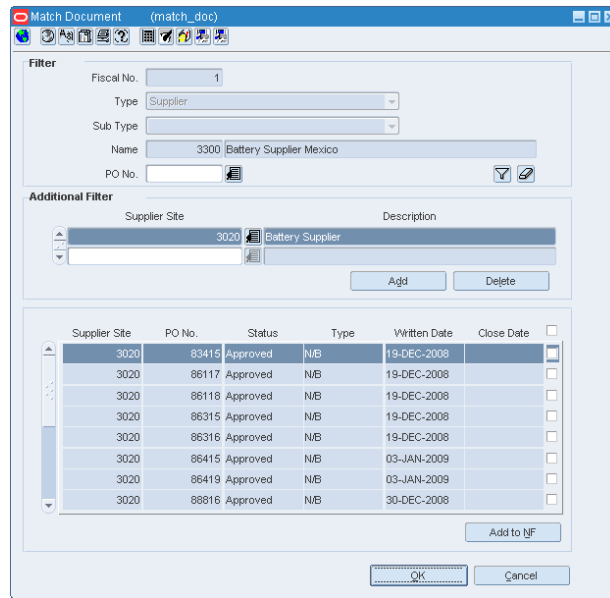 Match Document (match_doc)
Filter
Fiscal No. 1
Type Supplier
Sub Type
Name 3300 Battery Supplier Mexico
PO No.
Additional Filter
Supplier Site Description
3020 Battery Supplier
Add Delete
Supplier Site PO No. Status Type Written Date Close Date
3020 83415 Approved N/B 19-DEC-2008
3020 86117 Approved N/B 19-DEC-2008
3020 86118 Approved N/B 19-DEC-2008
3020 86315 Approved N/B 19-DEC-2008
3020 86316 Approved N/B 19-DEC-2008
3020 86415 Approved N/B 03-JAN-2009
3020 86419 Approved N/B 03-JAN-2009
3020 88816 Approved N/B 30-DEC-2008
Add to NF
OK Cancel